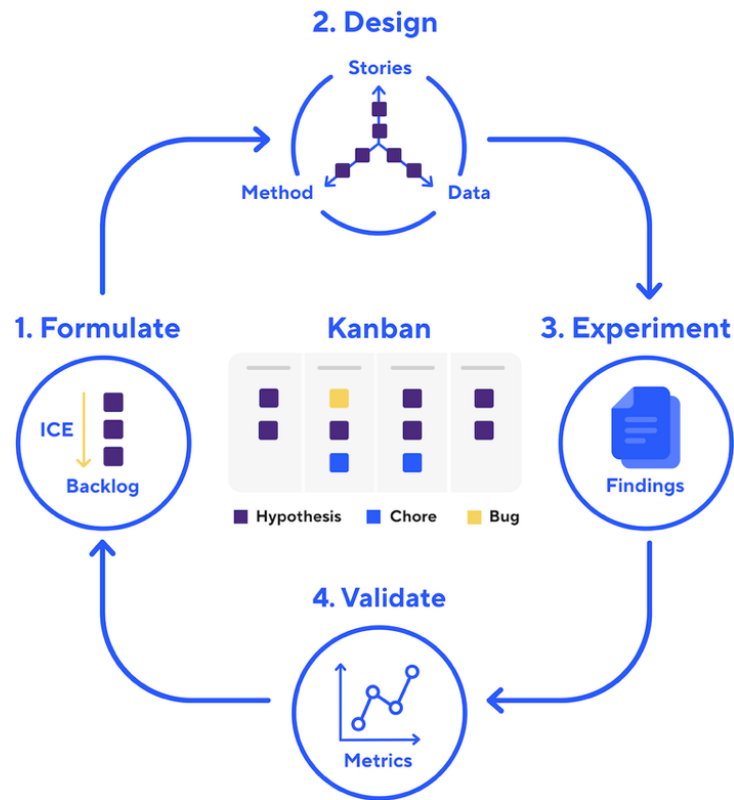 2. Design
Stories
Method
Data
1. Formulate
Kanban
3. Experiment
ICE
Backlog
Findings
Hypothesis
Chore
Bug
4. Validate
Metrics